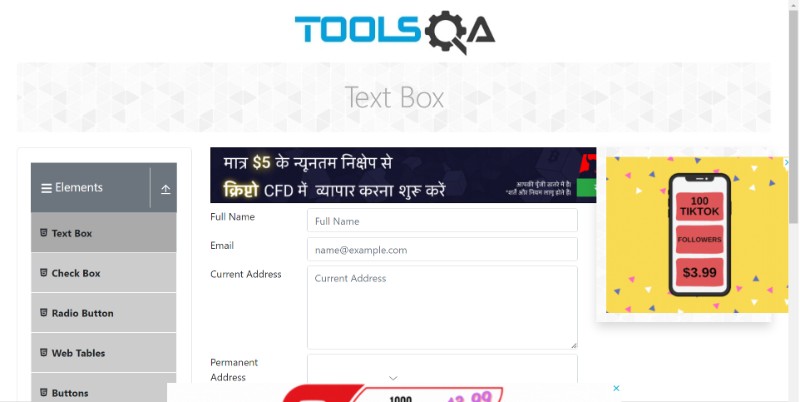 TOOLSQA
Text Box
Elements
Text Box
Check Box
Radio Button
Web Tables
Buttons
मात्र $5 के न्यूनतम निक्षेप से
क्रिप्टो CFD में व्यापार करना शुरू करें
Full Name
Full Name
Email
name@example.com
Current Address
Current Address
Permanent
Address
100
TIKTOK
FOLLOWERS
$3.99
1000